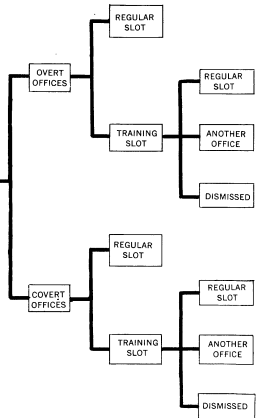 REGULAR
SLOT
OVERT
OFFICES
REGULAR
SLOT
TRAINING
SLOT
ANOTHER
OFFICE
DISMISSED
REGULAR
SLOT
COVERT
OFFICES
REGULAR
SLOT
TRAINING
SLOT
ANOTHER
OFFICE
DISMISSED